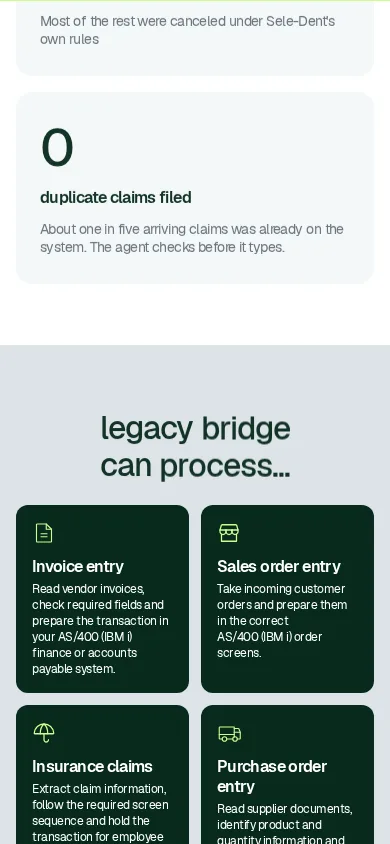 Most of the rest were canceled under Sele-Dent's
own rules
0
duplicate claims filed
About one in five arriving claims was already on the
system. The agent checks before it types.
legacy bridge
can process...
Invoice entry
Read vendor invoices,
check required fields and
prepare the transaction in
your AS/400 (IBM i)
finance or accounts
payable system.
Sales order entry
Take incoming customer
orders and prepare them
in the correct
AS/400 (IBM i) order
screens.
Insurance claims
Extract claim information,
follow the required screen
sequence and hold the
transaction for employee
Purchase order
entry
Read supplier documents,
identify product and
quantity information and